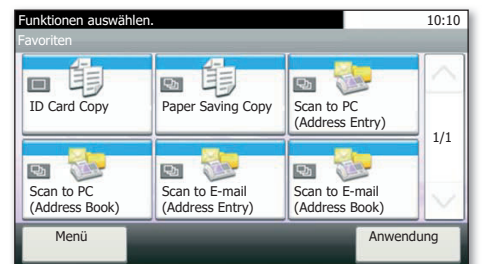 Funktionen auswählen. 10:10
Favoriten
ID Card Copy
Paper Saving Copy
Scan to PC
(Address Entry)
1/1
Scan to PC
(Address Book)
Scan to E-mail
(Address Entry)
Scan to E-mail
(Address Book)
Menü
Anwendung